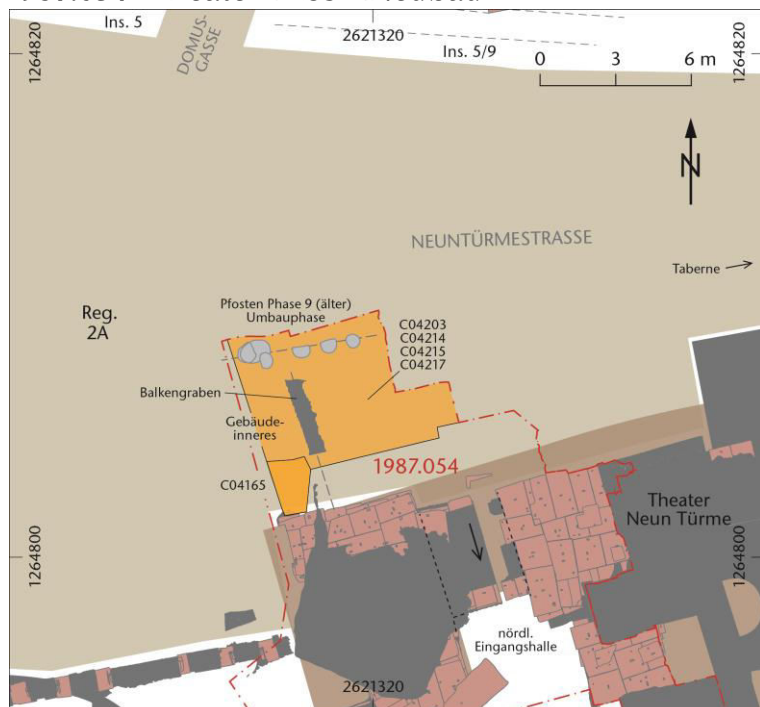 Ins. 5
2621320
Ins. 5/9
1264820
1264820
DOMUS-
GASSE
0 3 6 m
N
NEUNTÜRMESTRASSE
Taberne
Reg.
2A
Pfosten Phase 9 (älter)
Umbauphase
C04203
C04214
C04215
C04217
Balkengraben
Gebäude-
inneres
C04165
1987.054
Theater
Neun Türme
1264800
1264800
nördl.
Eingangshalle
2621320